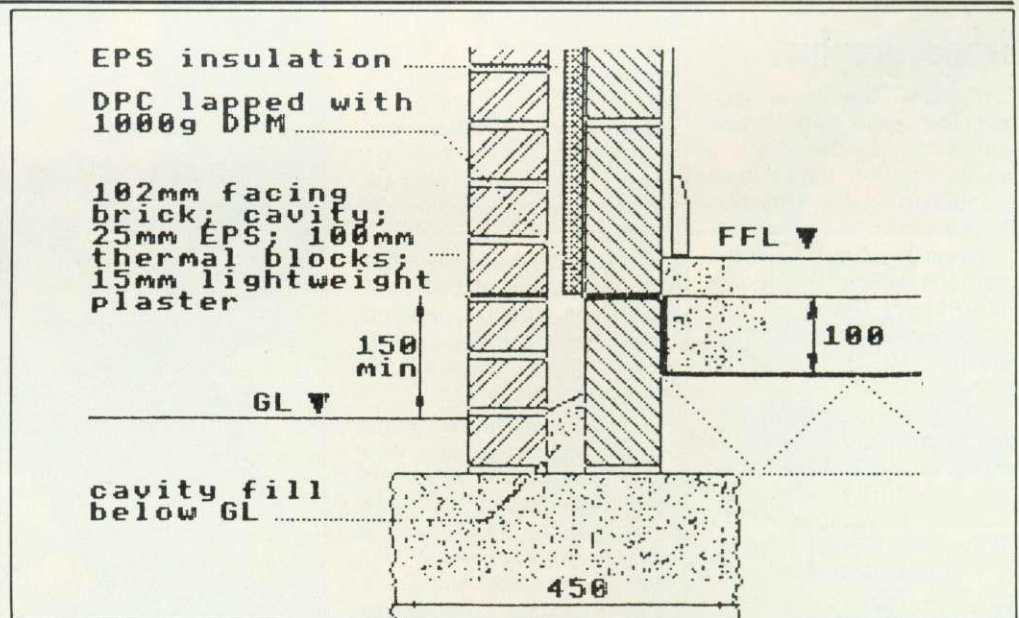 EPS insulation
DPC lapped with
1000g DPM
102mm facing
brick; cavity;
25mm EPS; 100mm
thermal blocks;
15mm lightweight
plaster
FFL
100
150
min
GL
cavity fill
below GL
450